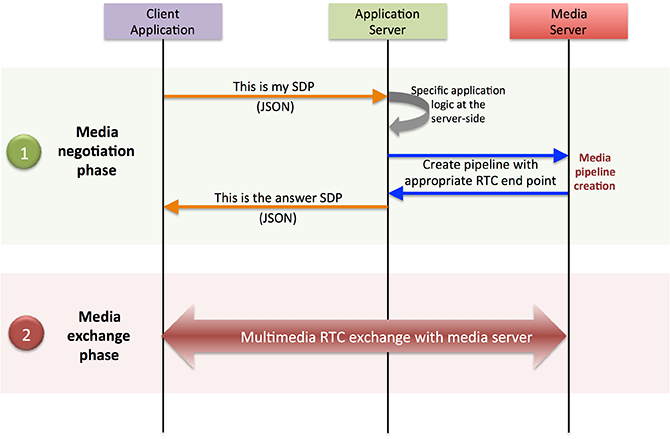 Client
Application
Application
Server
Media
Server
1
Media
negotiation
phase
This is my SDP
(JSON)
Specific application
logic at the
server-side
Create pipeline with
appropriate RTC end point
Media
pipeline
creation
This is the answer SDP
(JSON)
2
Media
exchange
phase
Multimedia RTC exchange with media server